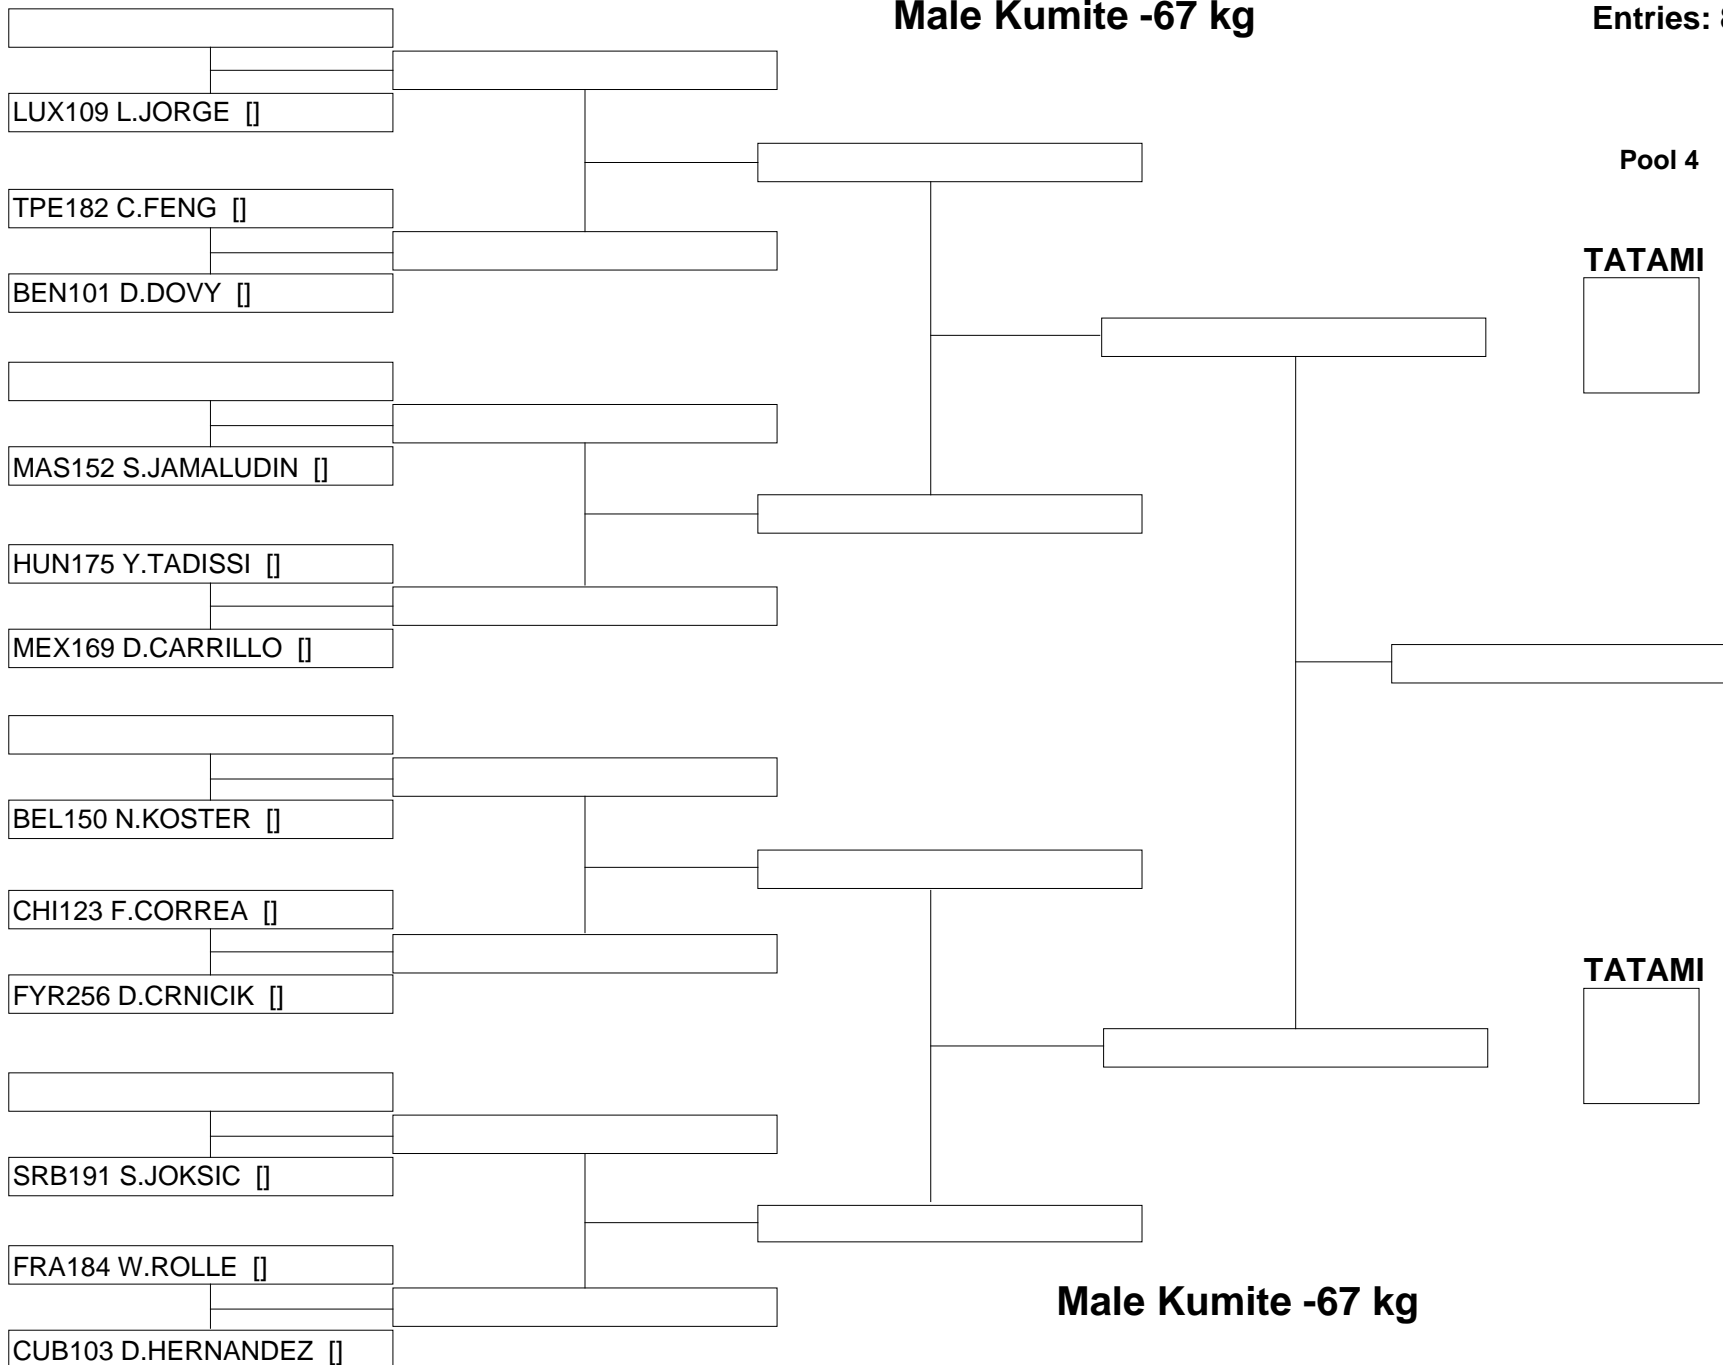 Male Kumite -67 kg
Entries: 8
LUX109 L.JORGE []
Pool 4
TPE182 C.FENG []
TATAMI
BEN101 D.DOVY []
MAS152 S.JAMALUDIN []
HUN175 Y.TADISSI []
MEX169 D.CARRILLO []
BEL150 N.KOSTER []
CHI123 F.CORREA []
TATAMI
FYR256 D.CRNICIK []
SRB191 S.JOKSIC []
FRA184 W.ROLLE []
Male Kumite -67 kg
CUB103 D.HERNANDEZ []